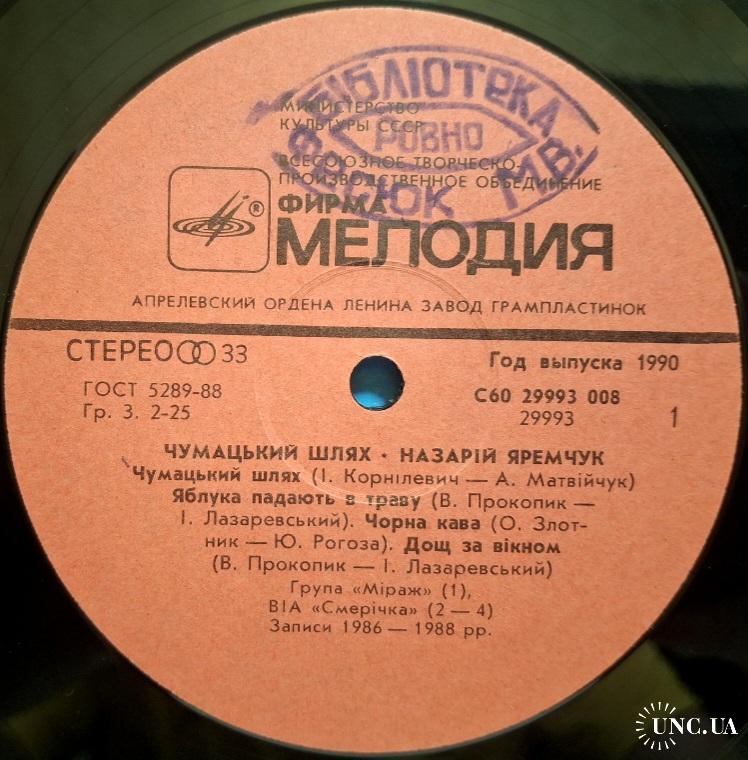 БІБЛІОТЕКА
МИНИСТЕРСТВО
КУЛЬТУРЫ СССР
РОВНО
ВСЕСОЮЗНОЕ ТВОРЧЕСКО-
ПРОИЗВОДСТВЕННОЕ ОБЪЕДИНЕНИЕ
ФИРМА
®
МЕЛОДИЯ
АПРЕЛЕВСКИЙ ОРДЕНА ЛЕНИНА ЗАВОД ГРАМПЛАСТИНОК
СТЕРЕО 33
Год выпуска 1990
ГОСТ 5289-88
С60 29993 008
Гр. 3. 2-25
29993
1
ЧУМАЦЬКИЙ ШЛЯХ · НАЗАРІЙ ЯРЕМЧУК
Чумацький шлях (І. Корнілевич — А. Матвійчук)
Яблука падають в траву (В. Прокопик —
І. Лазаревський). Чорна кава (О. Злот-
ник — Ю. Рогоза). Дощ за вікном
(В. Прокопик — І. Лазаревський)
Група «Міраж» (1),
ВІА «Смерічка» (2 — 4)
Записи 1986 — 1988 рр.
UNC.UA